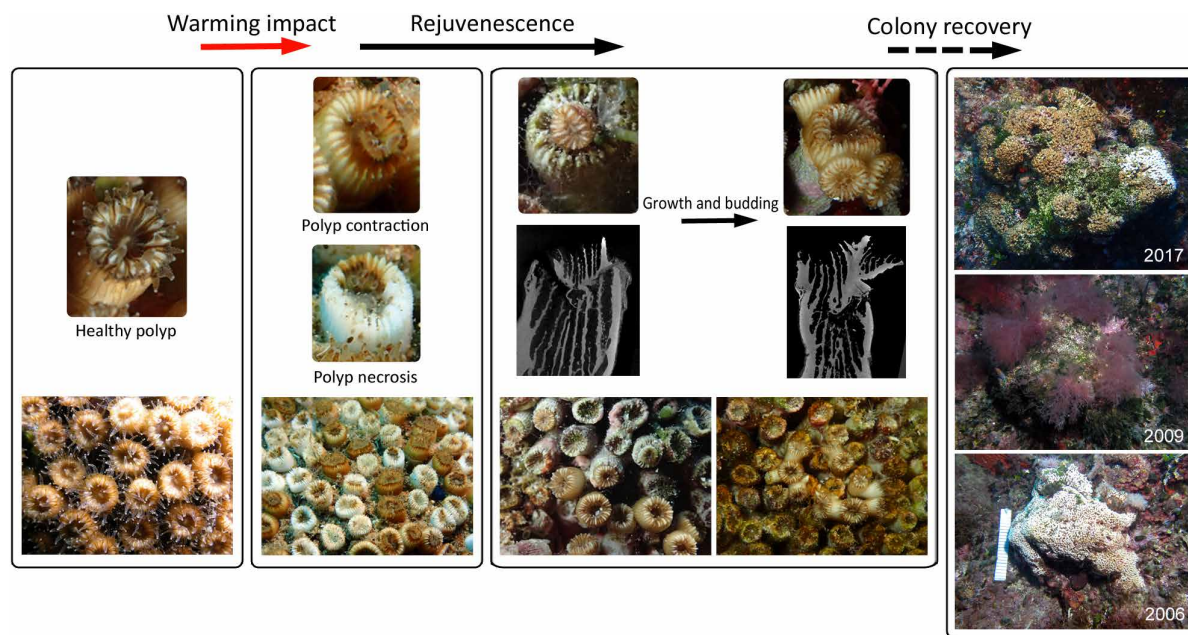 Warming impact
Rejuvenescence
Colony recovery
Healthy polyp
Polyp contraction
Polyp necrosis
Growth and budding
2017
2009
2006